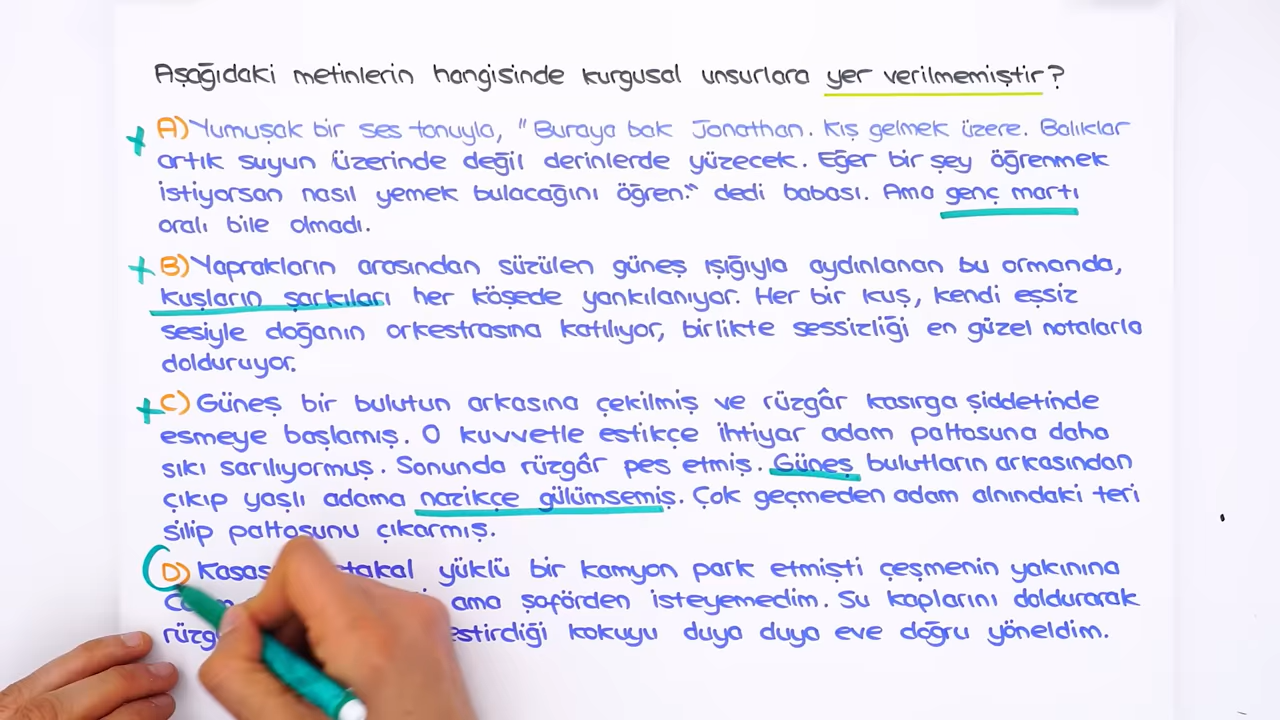 Aşağıdaki metinlerin hangisinde kurgusal unsurlara yer verilmemiştir?
A) Yumuşak bir ses tonuyla, "Buraya bak Jonathan. Kış gelmek üzere. Balıklar
artık suyun üzerinde değil derinlerde yüzecek. Eğer bir şey öğrenmek
istiyorsan nasıl yemek bulacağını öğren." dedi babası. Ama genç martı
oralı bile olmadı.
B) Yaprakların arasından süzülen güneş ışığıyla aydınlanan bu ormanda,
kuşların şarkıları her köşede yankılanıyor. Her bir kuş, kendi eşsiz
sesiyle doğanın orkestrasına katılıyor, birlikte sessizliği en güzel notalarla
dolduruyor.
C) Güneş bir bulutun arkasına çekilmiş ve rüzgâr kasırga şiddetinde
esmeye başlamış. O kuvvetle estikçe ihtiyar adam paltosuna daha
sıkı sarılıyormuş. Sonunda rüzgâr pes etmiş. Güneş bulutların arkasından
çıkıp yaşlı adama nazikçe gülümsemiş. Çok geçmeden adam alnındaki teri
silip paltosunu çıkarmış.
D) yüklü bir kamyon park etmişti çeşmenin yakınına
ama şoförden isteyemedim. Su kaplarını doldurarak
kokuyu duya duya eve doğru yöneldim.